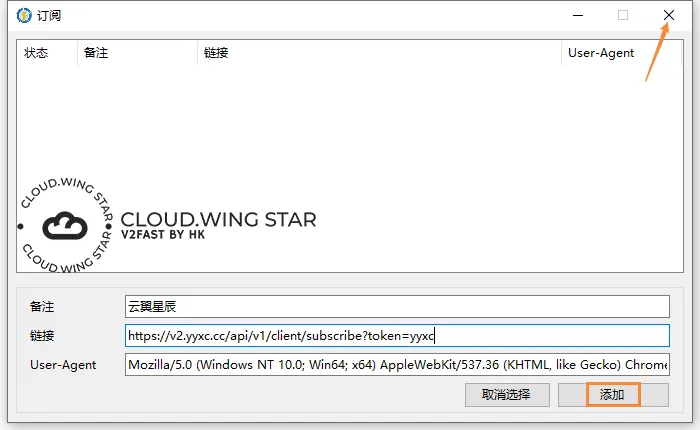 订阅
状态 备注 链接 User-Agent
CLOUD.WING STAR
CLOUD.WING STAR
V2FAST BY HK
CLOUD.WING STAR
备注 云翼星辰
链接 https://v2.yyxc.cc/api/v1/client/subscribe?token=yyxc
User-Agent Mozilla/5.0 (Windows NT 10.0; Win64; x64) AppleWebKit/537.36 (KHTML, like Gecko) Chrome
取消选择 添加